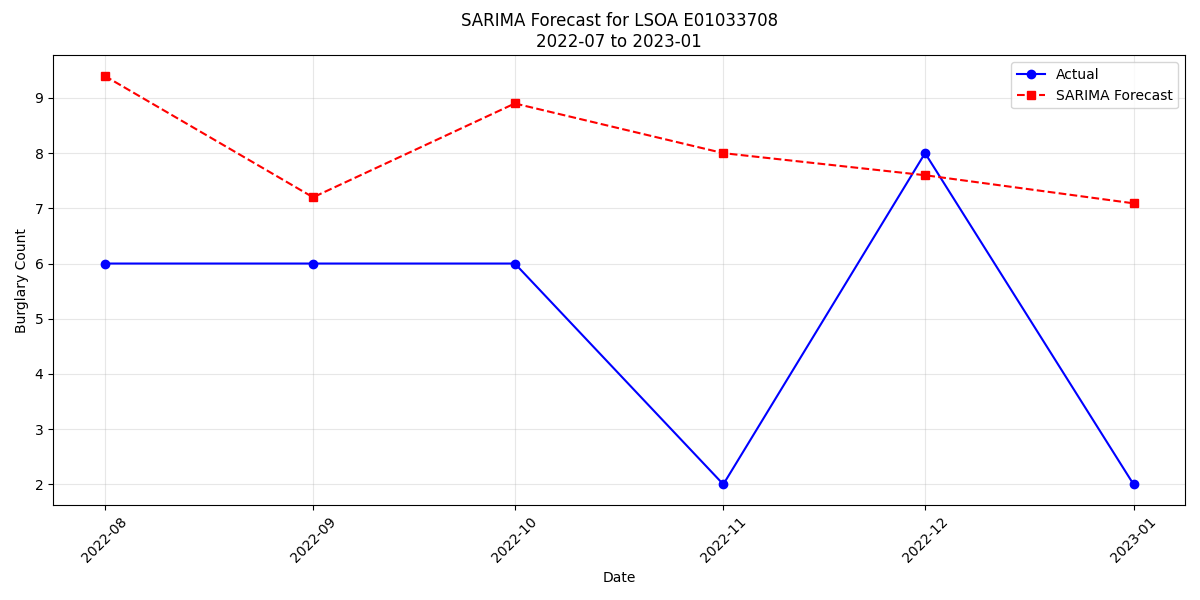 SARIMA Forecast for LSOA E01033708
2022-07 to 2023-01
Actual
SARIMA Forecast
Burglary Count
9
8
7
6
5
4
3
2
2022-08
2022-09
2022-10
2022-11
2022-12
2023-01
Date